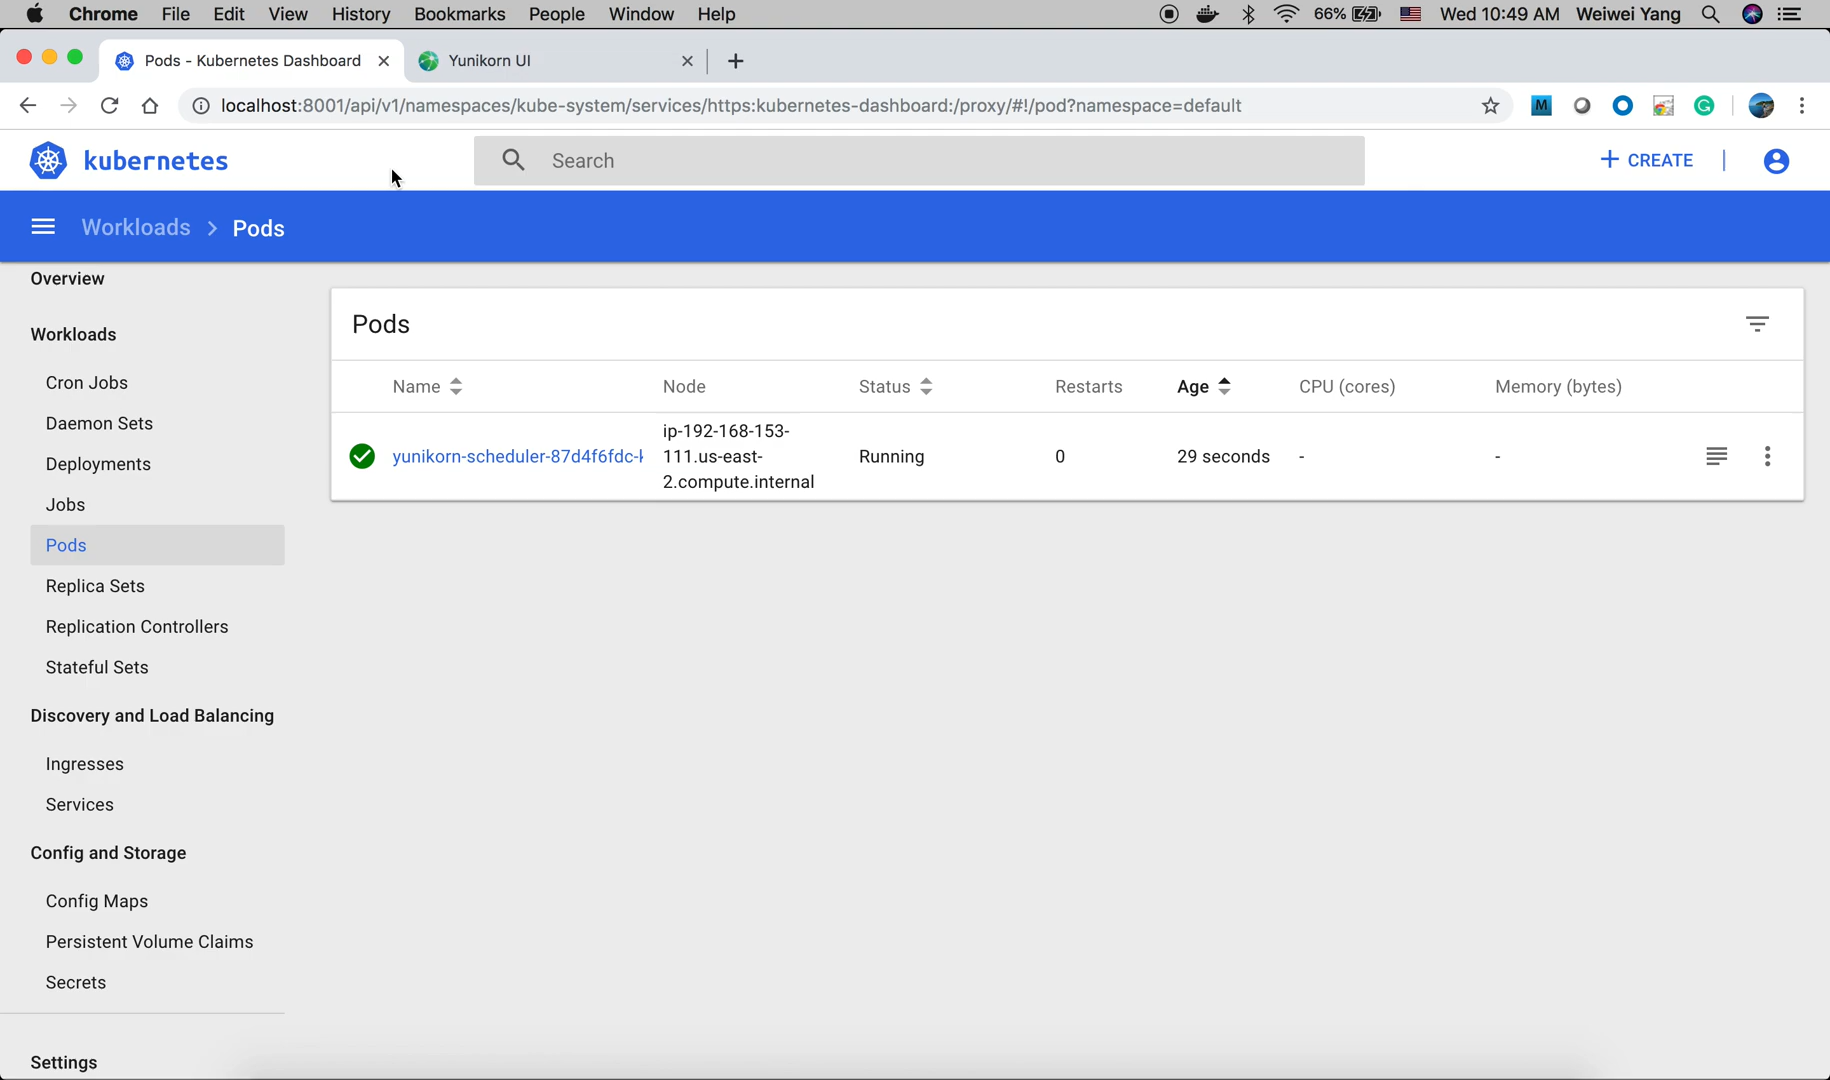 Chrome File Edit View History Bookmarks People Window Help 66% Wed 10:49 AM Weiwei Yang
Pods - Kubernetes Dashboard Yunikorn UI
localhost:8001/api/v1/namespaces/kube-system/services/https:kubernetes-dashboard:/proxy/#!/pod?namespace=default
kubernetes Search + CREATE
Workloads > Pods
Overview
Workloads
Cron Jobs
Daemon Sets
Deployments
Jobs
Pods
Replica Sets
Replication Controllers
Stateful Sets
Discovery and Load Balancing
Ingresses
Services
Config and Storage
Config Maps
Persistent Volume Claims
Secrets
Settings
Pods
Name Node Status Restarts Age CPU (cores) Memory (bytes)
yunikorn-scheduler-87d4f6fdc- ip-192-168-153-
111.us-east-
2.compute.internal
Running 0 29 seconds - -